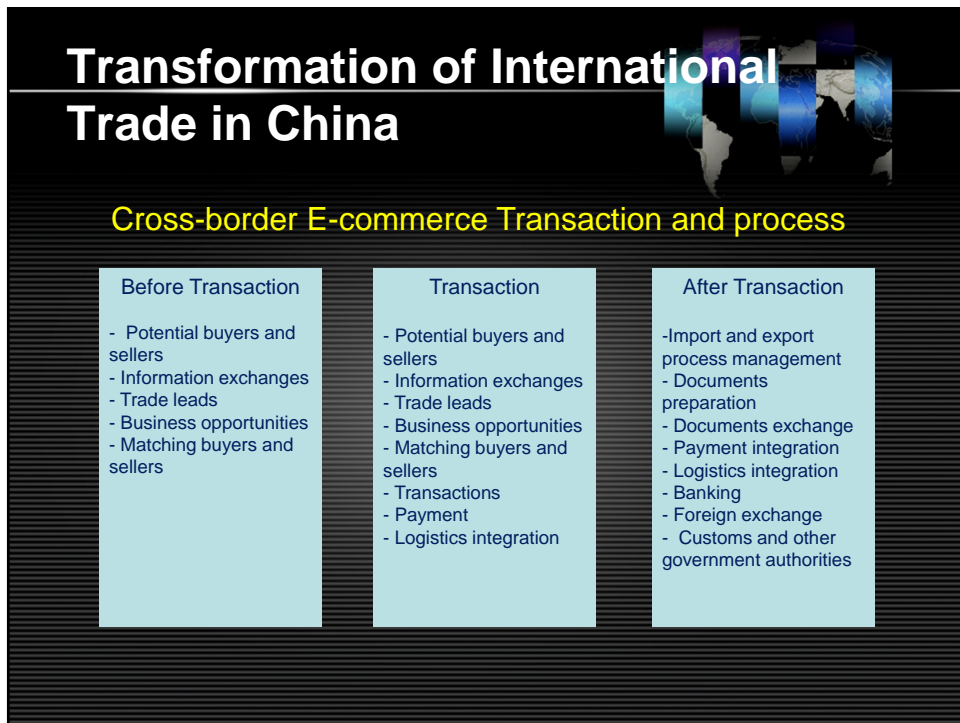 Transformation of International
Trade in China
Cross-border E-commerce Transaction and process
Before Transaction
- Potential buyers and
sellers
- Information exchanges
- Trade leads
- Business opportunities
- Matching buyers and
sellers
Transaction
- Potential buyers and
sellers
- Information exchanges
- Trade leads
- Business opportunities
- Matching buyers and
sellers
- Transactions
- Payment
- Logistics integration
After Transaction
-Import and export
process management
- Documents
preparation
- Documents exchange
- Payment integration
- Logistics integration
- Banking
- Foreign exchange
- Customs and other
government authorities